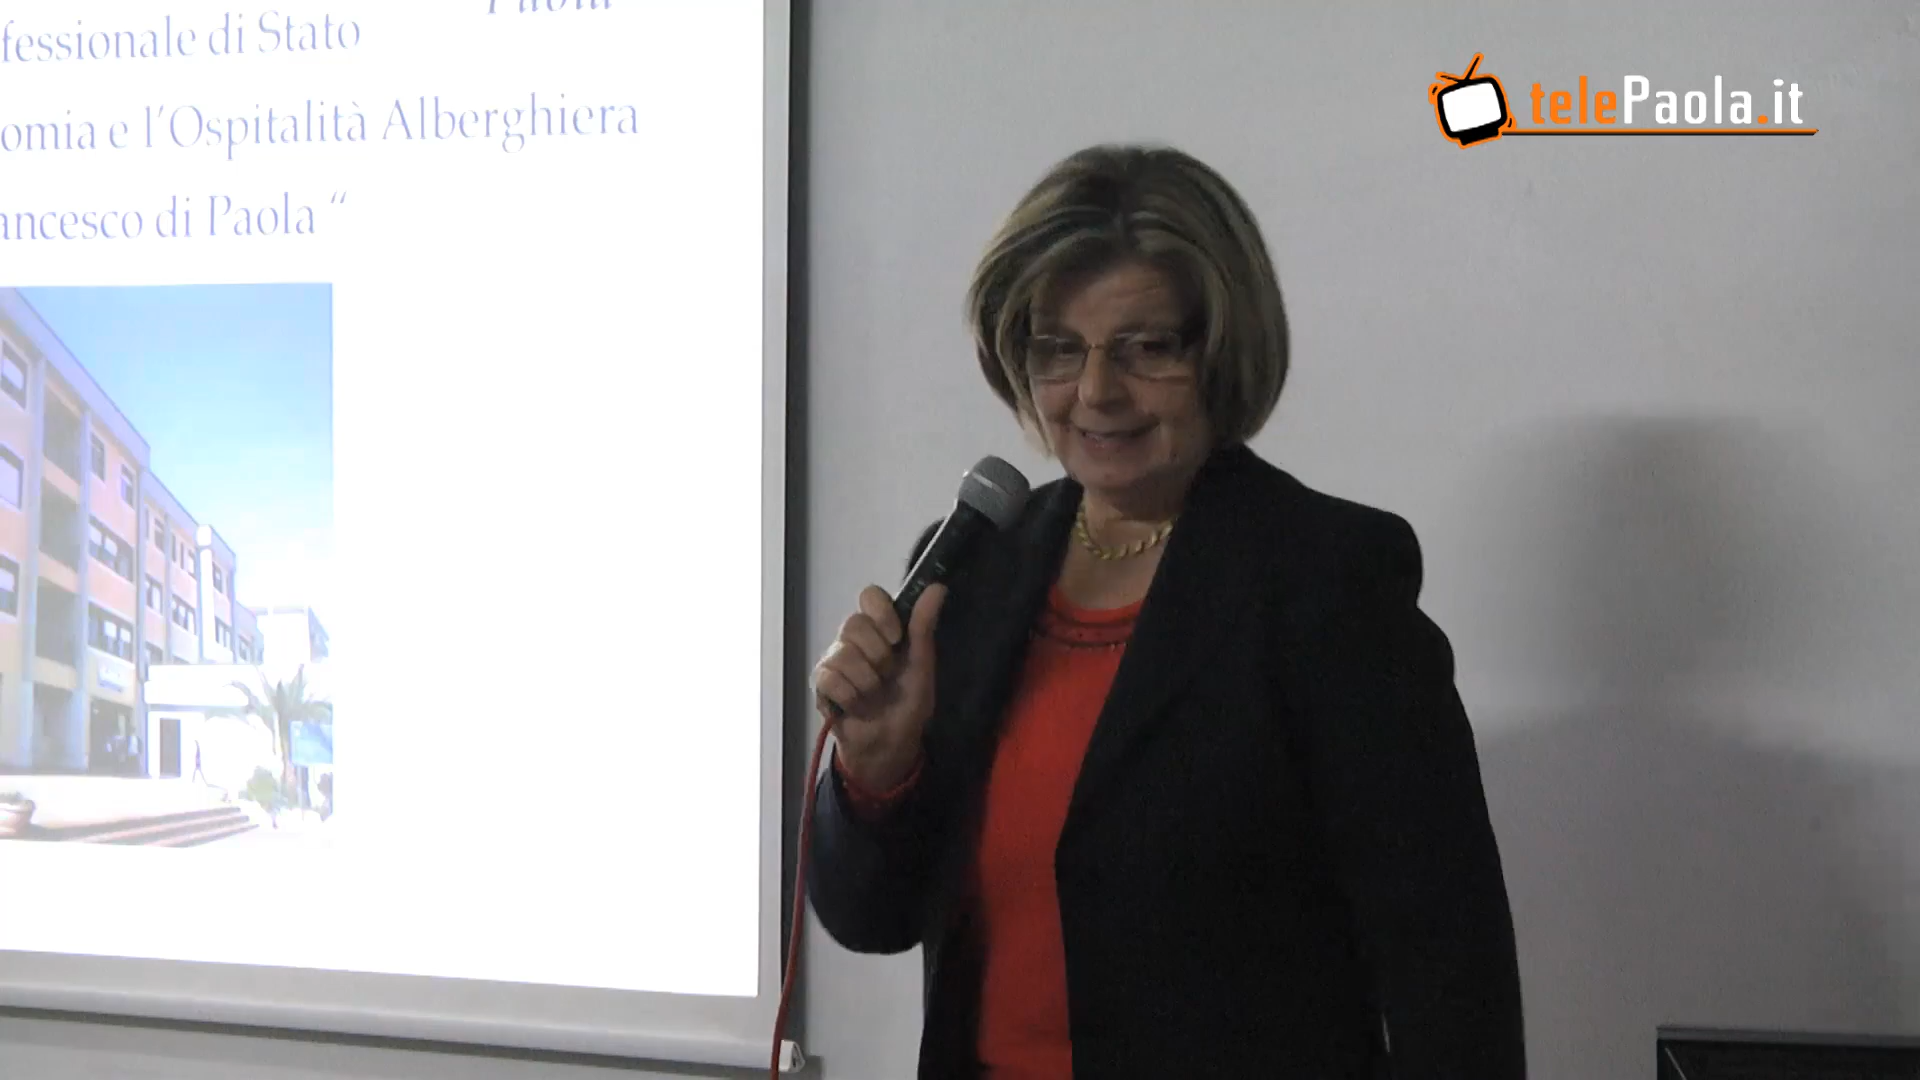 fessionale di Stato
omia e l'Ospitalità Alberghiera
ancesco di Paola “
telePaola.it